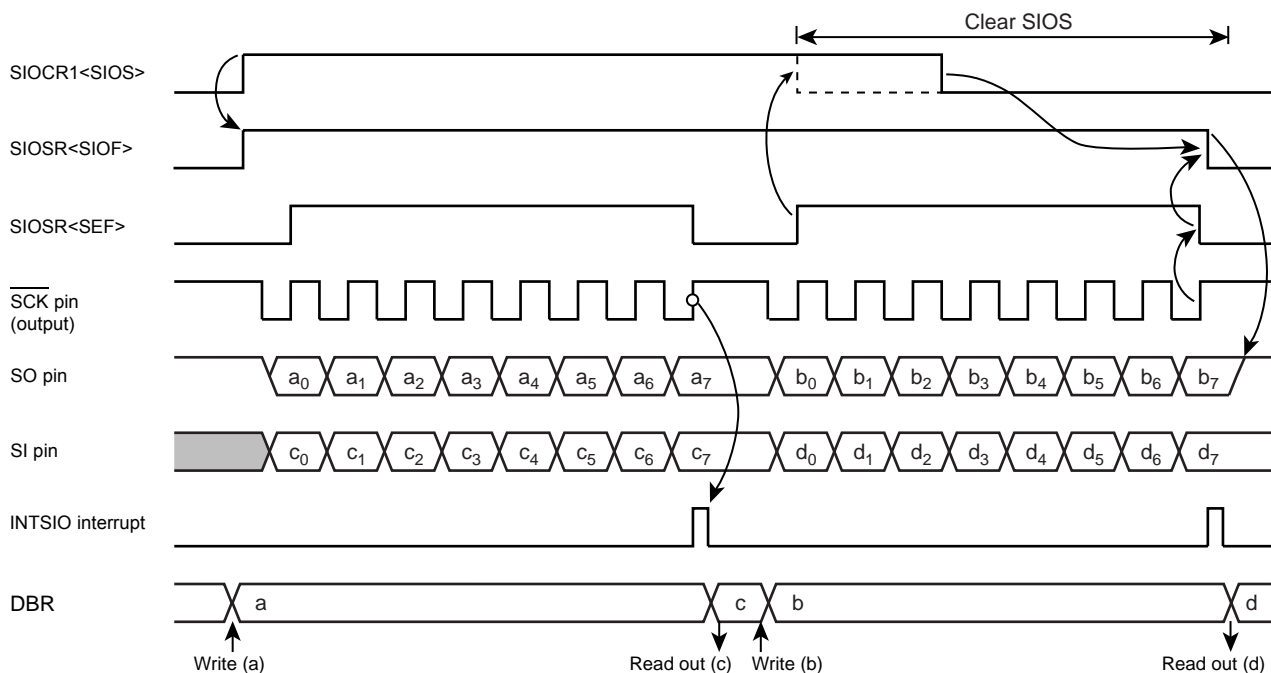 Clear SIOS
SIOCR1<SIOS>
SIOSR<SIOF>
SIOSR<SEF>
SCK pin
(output)
SO pin
a0 a1 a2 a3 a4 a5 a6 a7 b0 b1 b2 b3 b4 b5 b6 b7
SI pin
c0 c1 c2 c3 c4 c5 c6 c7 d0 d1 d2 d3 d4 d5 d6 d7
INTSIO interrupt
DBR a c b d
Write (a) Read out (c) Write (b) Read out (d)